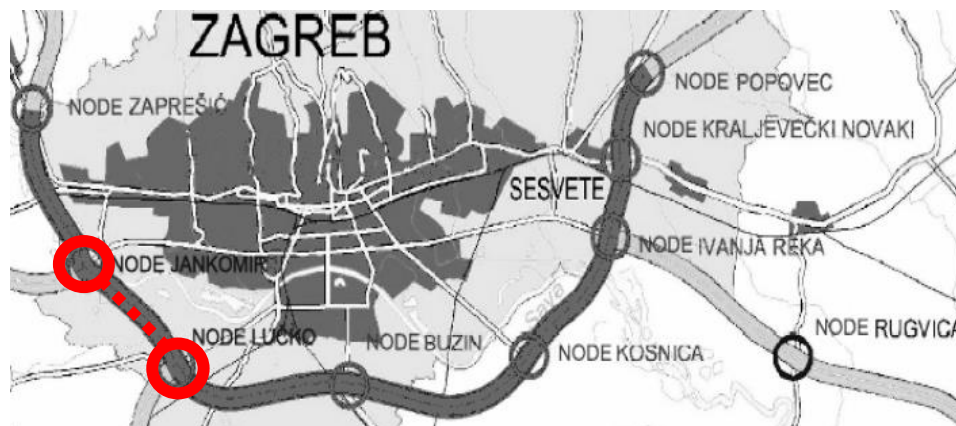 ZAGREB
NODE POPOVEC
NODE ZAPREŠIĆ
NODE KRALJEVEČKI NOVAKI
SESVETE
NODE IVANJA REKA
NODE JANKOMIR
Sava
NODE LUČKO
NODE BUZIN
NODE RUGVICA
NODE KOSNICA